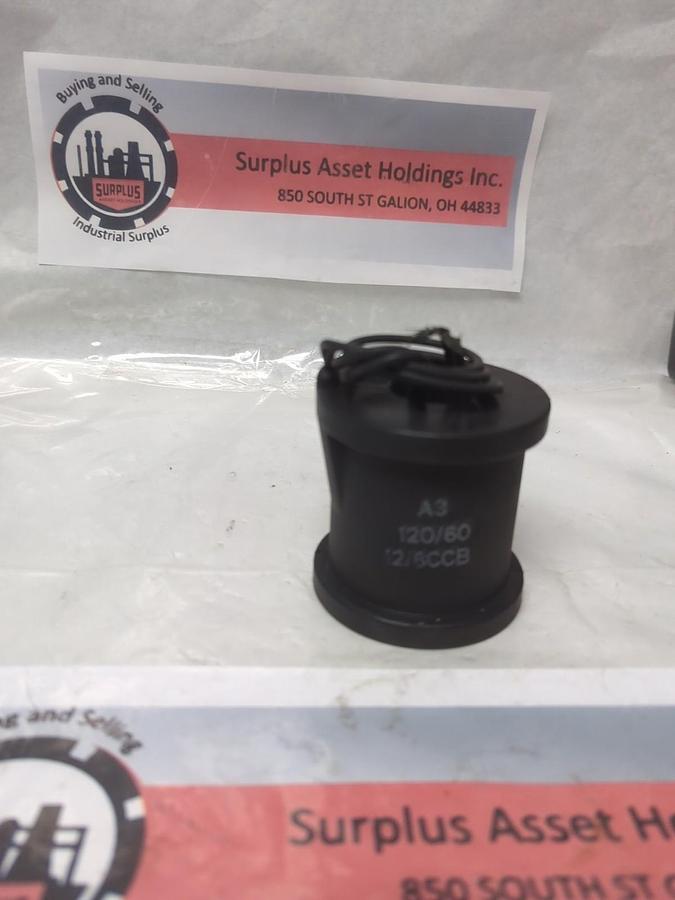 Buying and Selling
SURPLUS
Industrial Surplus
Surplus Asset Holdings Inc.
850 SOUTH ST GALION, OH 44833
A3
120/60
12/6CCB
and Selling
SURPLUS
Surplus Asset
850 SOUTH ST